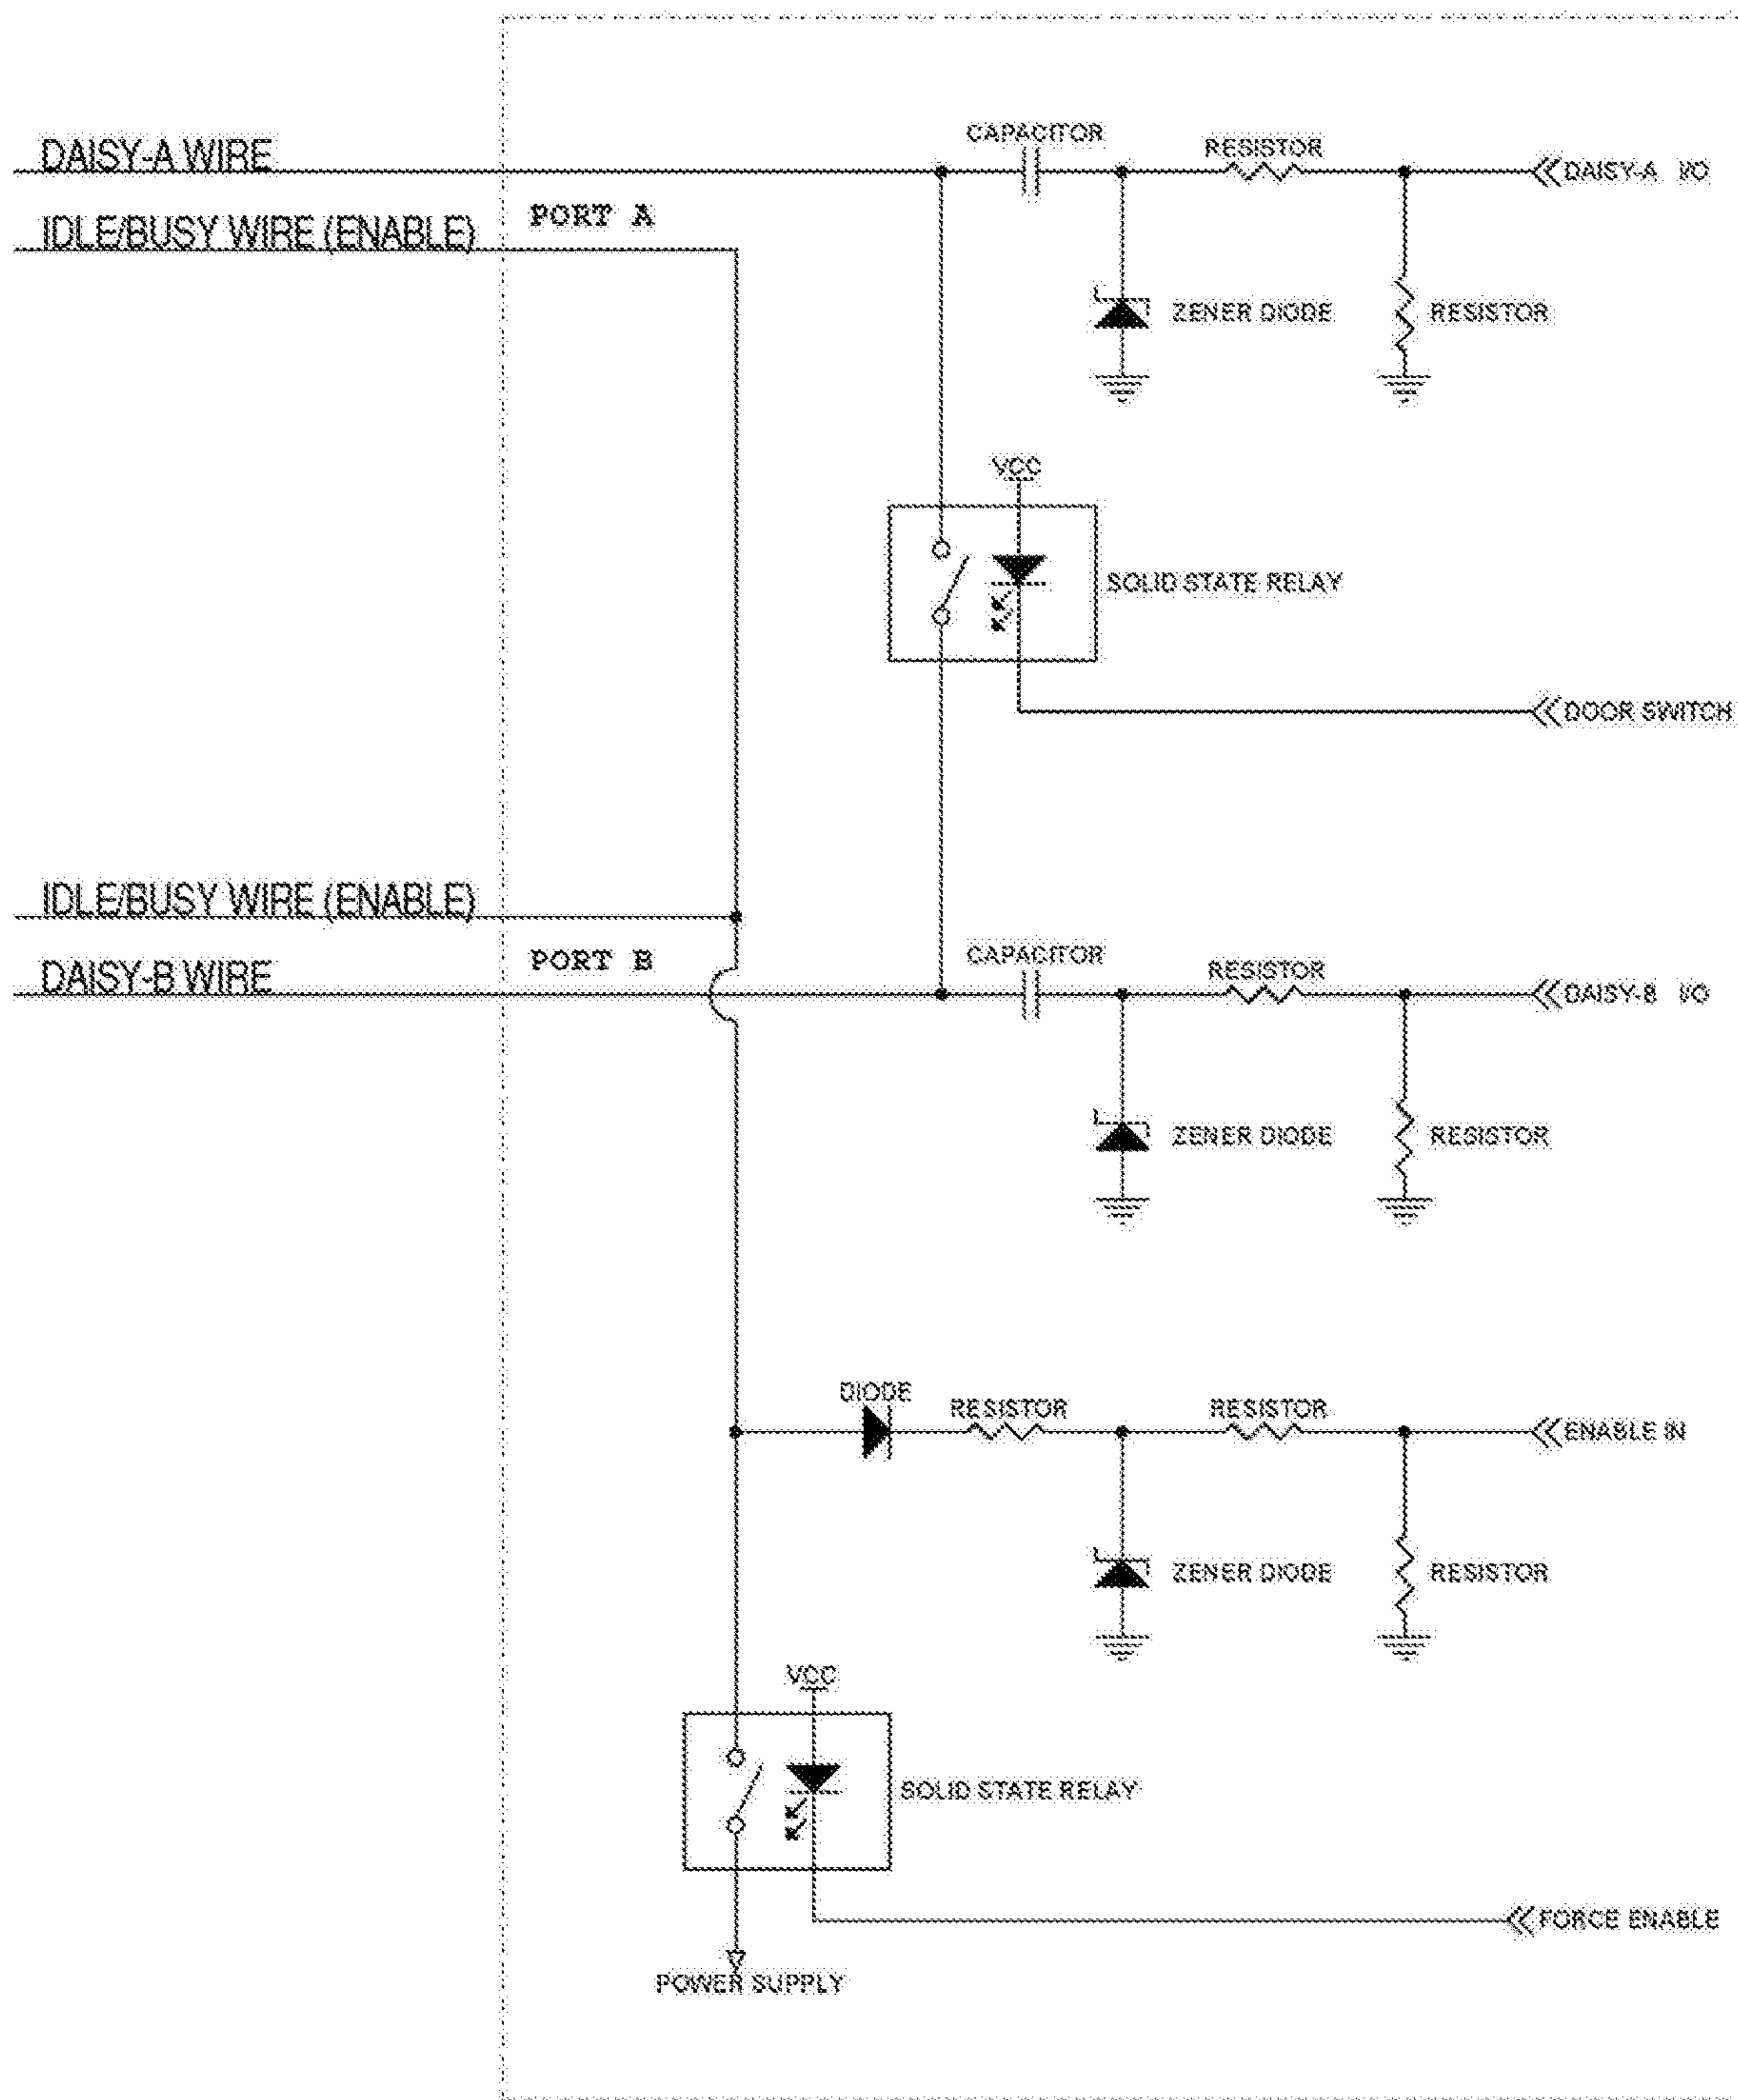 CAPACITOR
RESISTOR
DAISY-A WIRE
DAISY-A I/O
PORT A
IDLE/BUSY WIRE (ENABLE)
ZENER DIODE
RESISTOR
VCC
SOLID STATE RELAY
DOOR SWITCH
IDLE/BUSY WIRE (ENABLE)
PORT B
CAPACITOR
RESISTOR
DAISY-B WIRE
DAISY-B I/O
ZENER DIODE
RESISTOR
DIODE
RESISTOR
RESISTOR
ENABLE IN
ZENER DIODE
RESISTOR
VCC
SOLID STATE RELAY
FORCE ENABLE
POWER SUPPLY